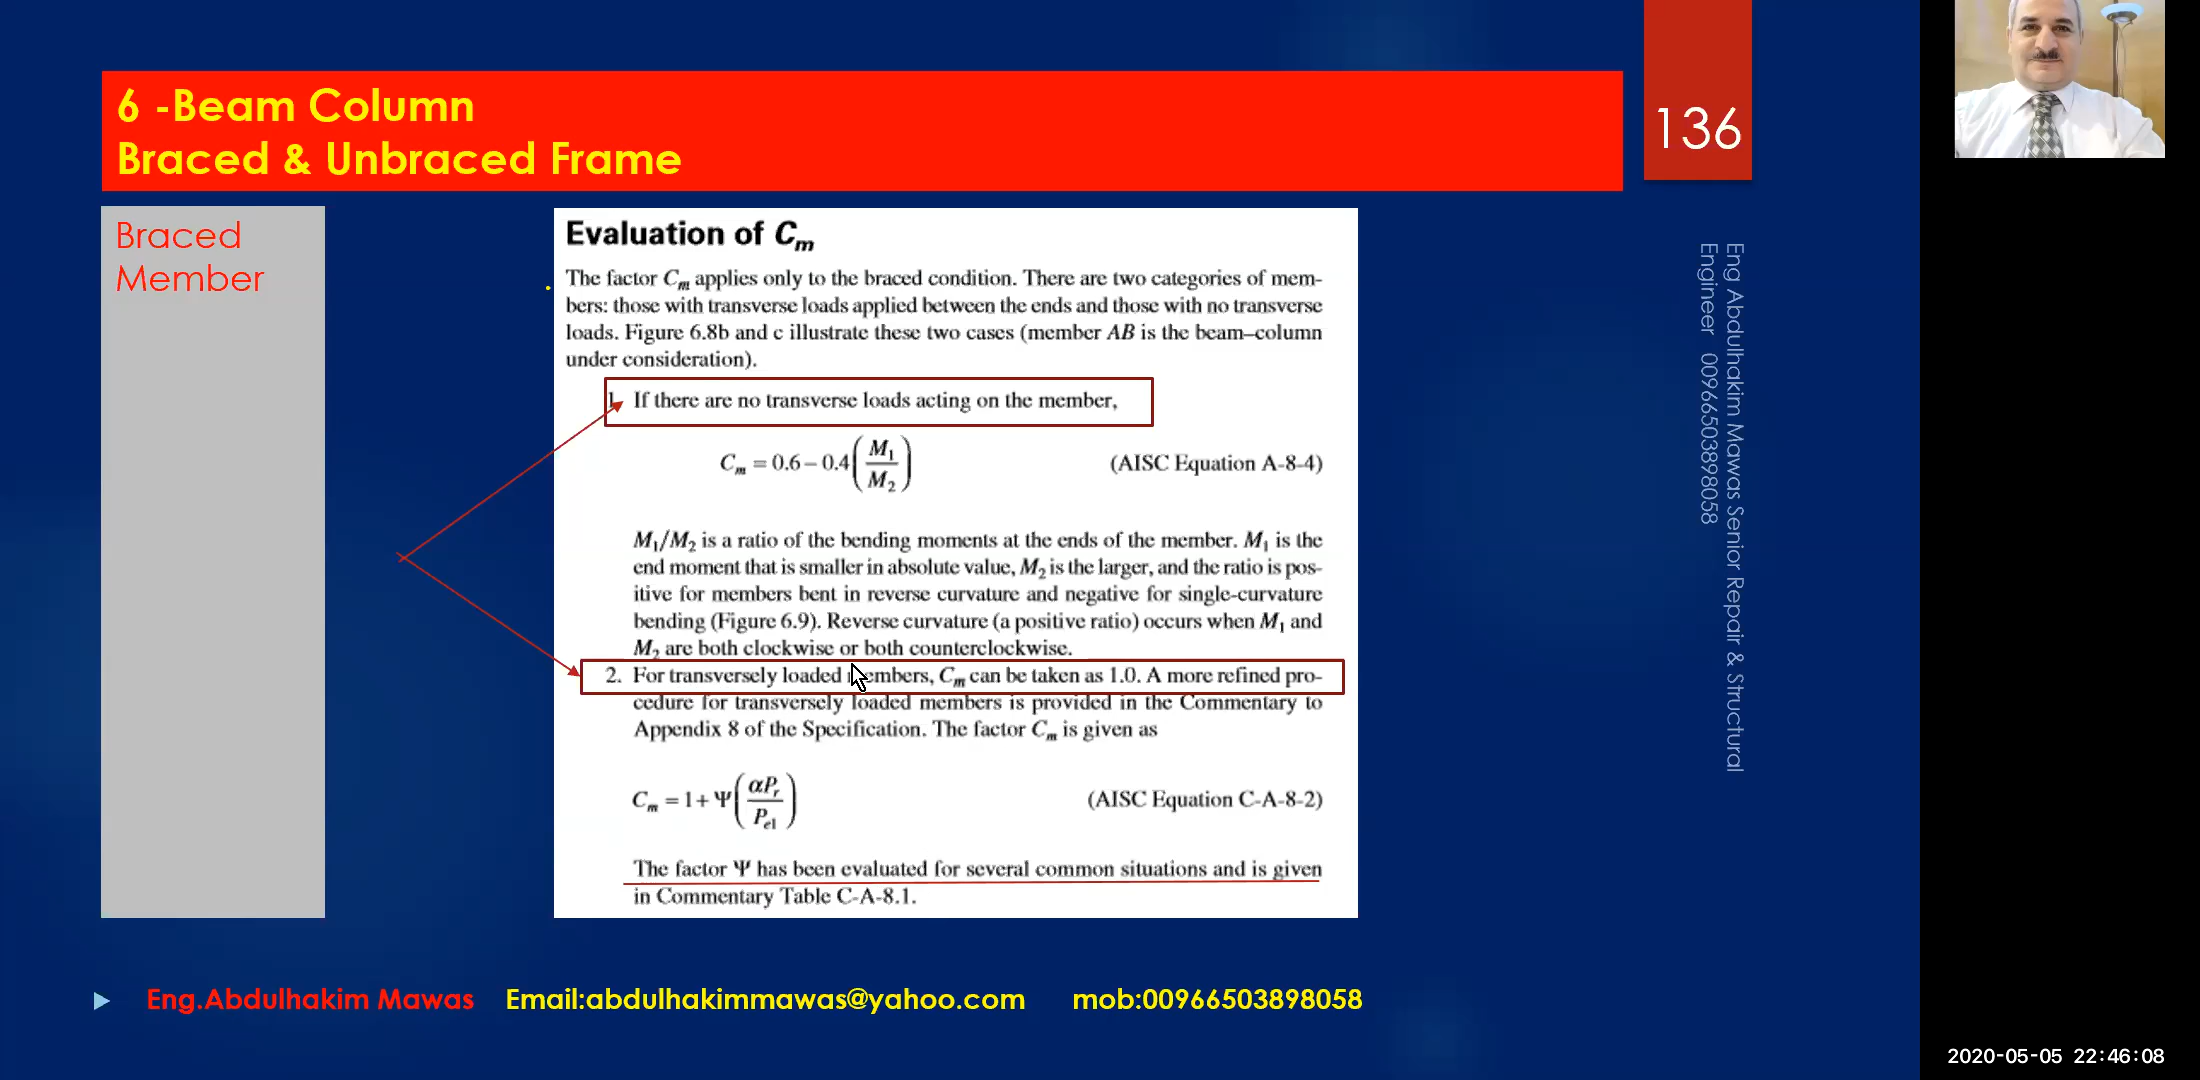 6 -Beam Column
Braced & Unbraced Frame
136
Braced
Member
Evaluation of Cm
The factor Cm applies only to the braced condition. There are two categories of mem-
bers: those with transverse loads applied between the ends and those with no transverse
loads. Figure 6.8b and c illustrate these two cases (member AB is the beam–column
under consideration).
1. If there are no transverse loads acting on the member,
Cm = 0.6 – 0.4(M1/M2) (AISC Equation A-8-4)
M1/M2 is a ratio of the bending moments at the ends of the member. M1 is the
end moment that is smaller in absolute value, M2 is the larger, and the ratio is pos-
itive for members bent in reverse curvature and negative for single-curvature
bending (Figure 6.9). Reverse curvature (a positive ratio) occurs when M1 and
M2 are both clockwise or both counterclockwise.
2. For transversely loaded members, Cm can be taken as 1.0. A more refined pro-
cedure for transversely loaded members is provided in the Commentary to
Appendix 8 of the Specification. The factor Cm is given as
Cm = 1 + Ψ(αPr/Pe1) (AISC Equation C-A-8-2)
The factor Ψ has been evaluated for several common situations and is given
in Commentary Table C-A-8.1.
Eng Abdulhakim Mawas Senior Repair & Structural
Engineer 00966503898058
Eng.Abdulhakim Mawas Email:abdulhakimmawas@yahoo.com mob:00966503898058
2020-05-05 22:46:08